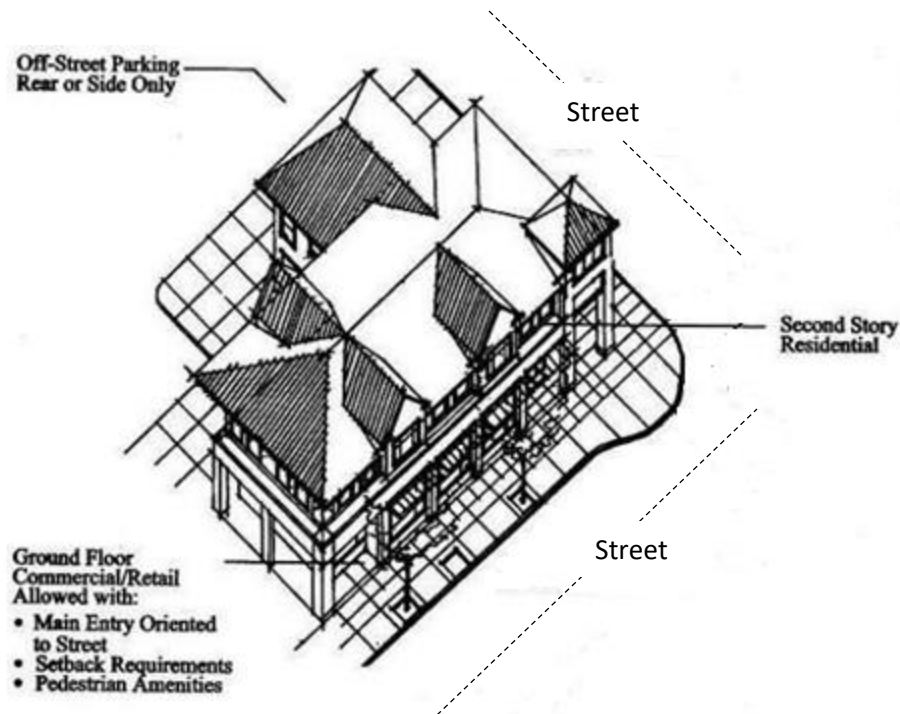 Off-Street Parking
Rear or Side Only
Street
Second Story
Residential
Street
Ground Floor
Commercial/Retail
Allowed with:
• Main Entry Oriented
to Street
• Setback Requirements
• Pedestrian Amenities